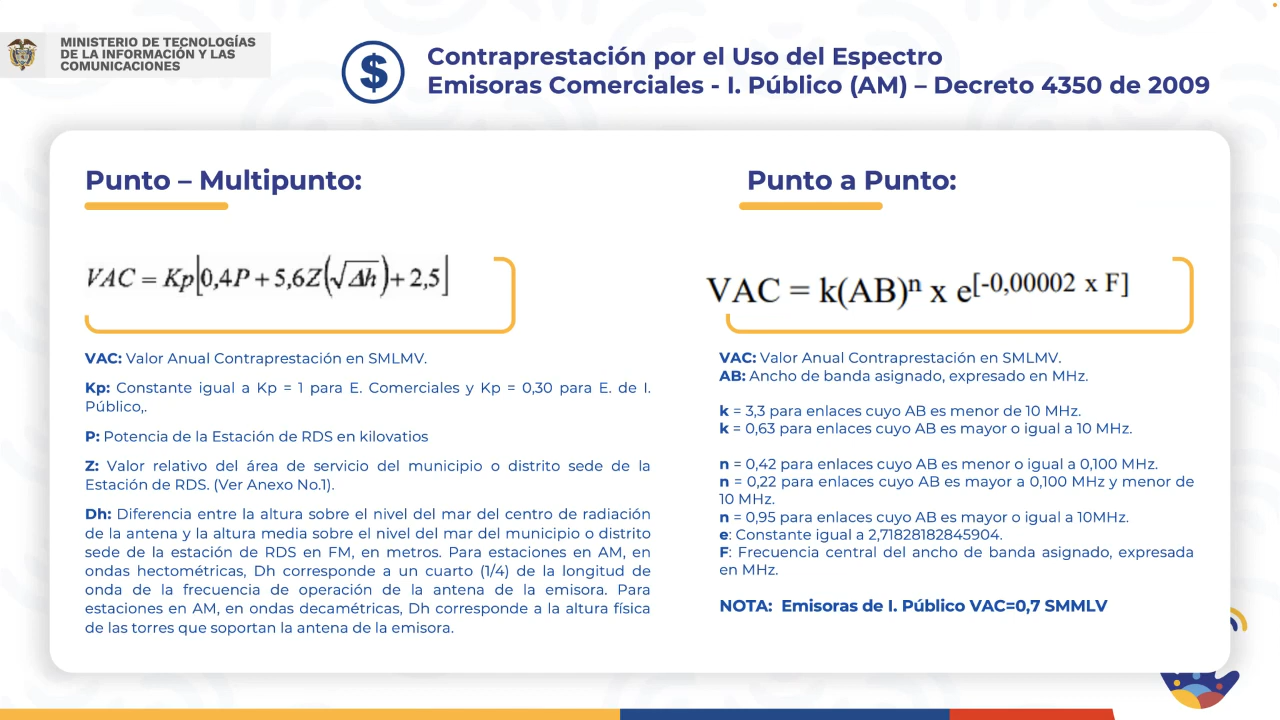 MINISTERIO DE TECNOLOGÍAS
DE LA INFORMACIÓN Y LAS
COMUNICACIONES
$
Contraprestación por el Uso del Espectro
Emisoras Comerciales - I. Público (AM) – Decreto 4350 de 2009
Punto – Multipunto:
VAC = Kp[0,4P + 5,6Z(√Δh) + 2,5]
VAC: Valor Anual Contraprestación en SMLMV.
Kp: Constante igual a Kp = 1 para E. Comerciales y Kp = 0,30 para E. de I.
Público,.
P: Potencia de la Estación de RDS en kilovatios
Z: Valor relativo del área de servicio del municipio o distrito sede de la
Estación de RDS. (Ver Anexo No.1).
Dh: Diferencia entre la altura sobre el nivel del mar del centro de radiación
de la antena y la altura media sobre el nivel del mar del municipio o distrito
sede de la estación de RDS en FM, en metros. Para estaciones en AM, en
ondas hectométricas, Dh corresponde a un cuarto (1/4) de la longitud de
onda de la frecuencia de operación de la antena de la emisora. Para
estaciones en AM, en ondas decamétricas, Dh corresponde a la altura física
de las torres que soportan la antena de la emisora.
Punto a Punto:
VAC = k(AB)ⁿ x e[-0,00002 x F]
VAC: Valor Anual Contraprestación en SMLMV.
AB: Ancho de banda asignado, expresado en MHz.
k = 3,3 para enlaces cuyo AB es menor de 10 MHz.
k = 0,63 para enlaces cuyo AB es mayor o igual a 10 MHz.
n = 0,42 para enlaces cuyo AB es menor o igual a 0,100 MHz.
n = 0,22 para enlaces cuyo AB es mayor a 0,100 MHz y menor de
10 MHz.
n = 0,95 para enlaces cuyo AB es mayor o igual a 10MHz.
e: Constante igual a 2,71828182845904.
F: Frecuencia central del ancho de banda asignado, expresada
en MHz.
NOTA: Emisoras de I. Público VAC=0,7 SMMLV